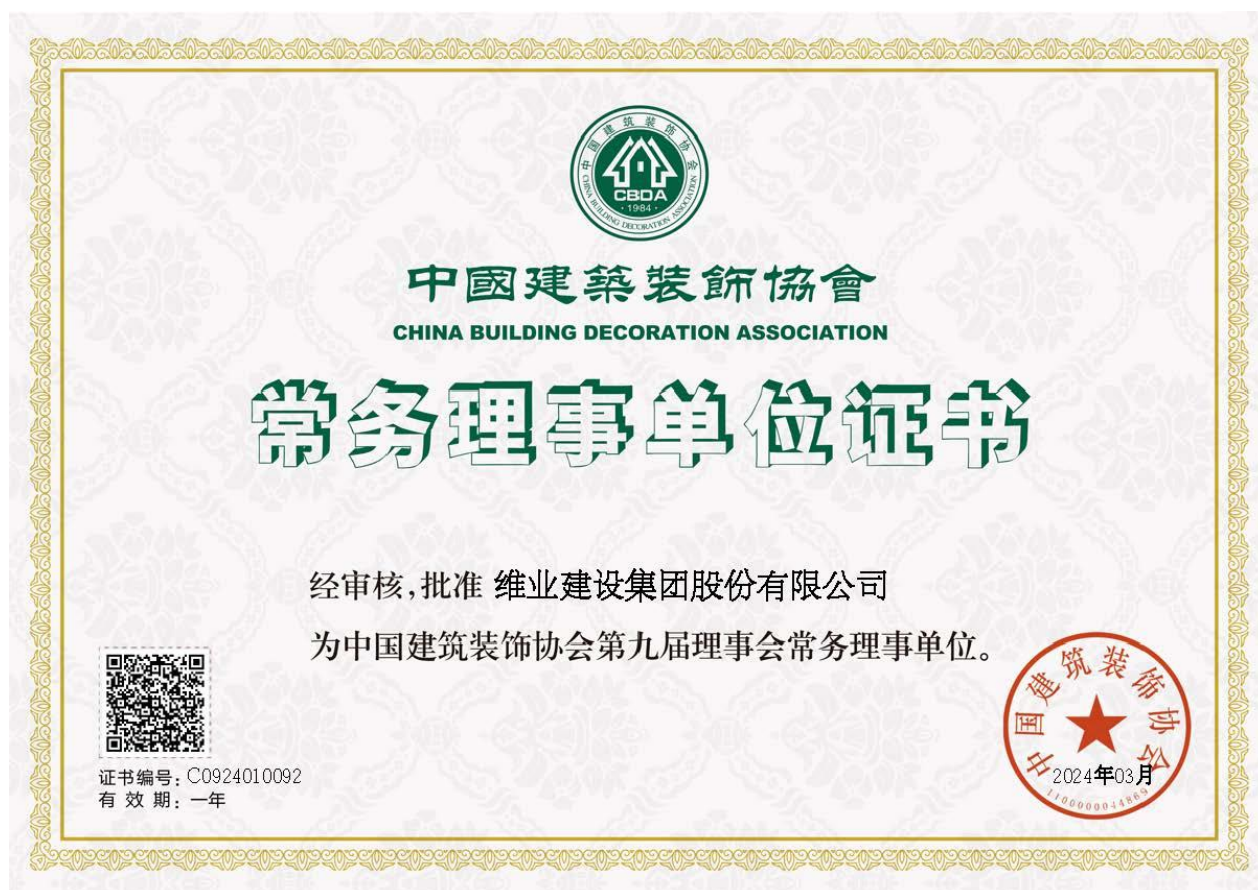 中国建筑装饰协会
CBDA
·1984·
CHINA BUILDING DECORATION ASSOCIATION
中國建築装飾協會
CHINA BUILDING DECORATION ASSOCIATION
常务理事单位证书
经审核,批准 维业建设集团股份有限公司
为中国建筑装饰协会第九届理事会常务理事单位。
证书编号：C0924010092
有 效 期：一年
中国建筑装饰协会
2024年03月
1100000044869